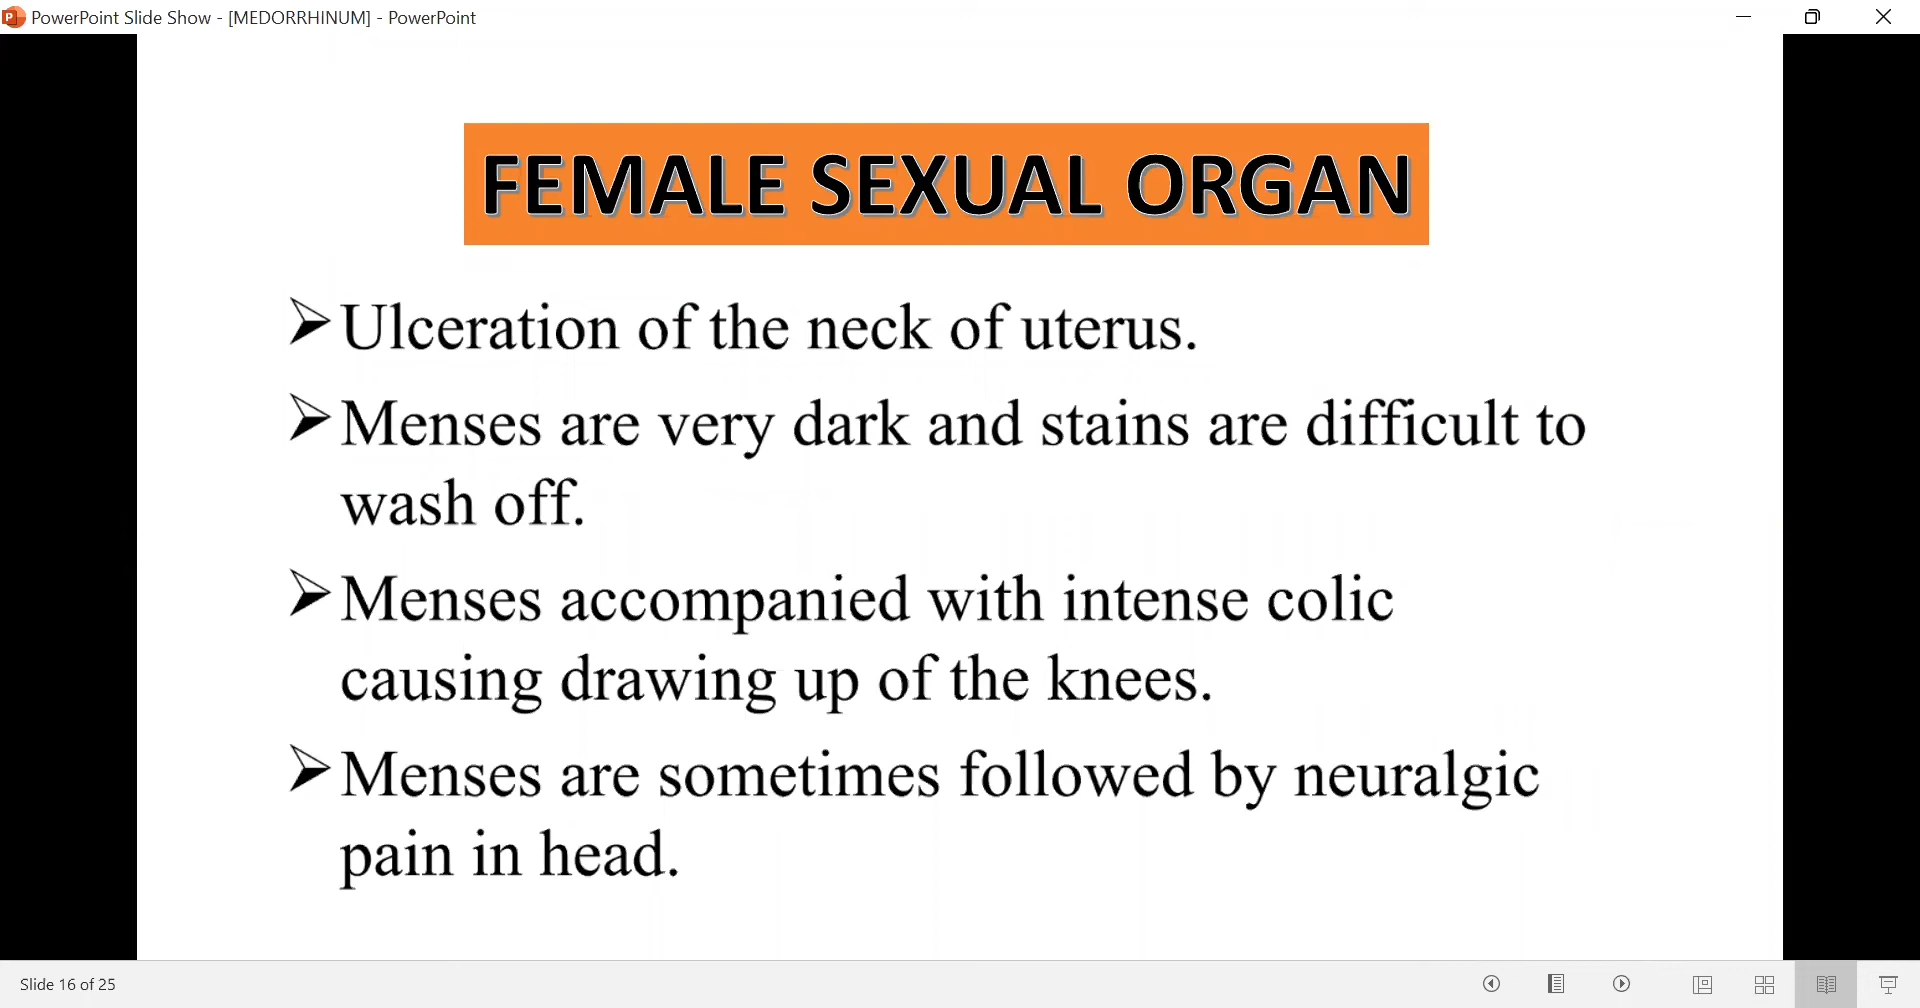 PowerPoint Slide Show - [MEDORRHINUM] - PowerPoint
FEMALE SEXUAL ORGAN
➢Ulceration of the neck of uterus.
➢Menses are very dark and stains are difficult to
wash off.
➢Menses accompanied with intense colic
causing drawing up of the knees.
➢Menses are sometimes followed by neuralgic
pain in head.
Slide 16 of 25